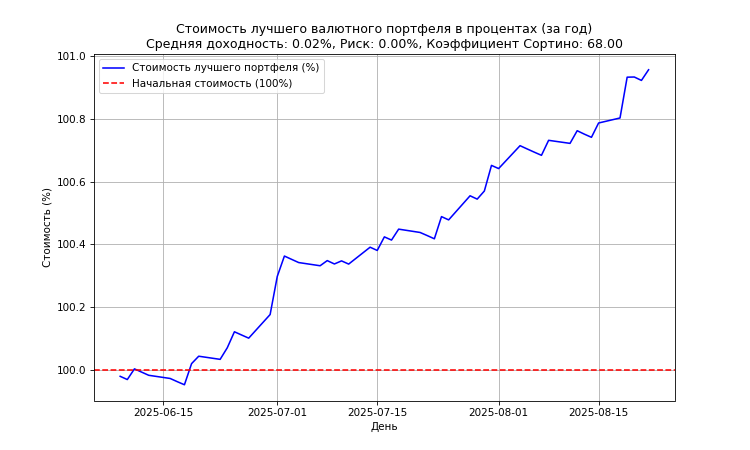 Стоимость лучшего валютного портфеля в процентах (за год)
Средняя доходность: 0.02%, Риск: 0.00%, Коэффициент Сортино: 68.00
Стоимость лучшего портфеля (%)
Начальная стоимость (100%)
Стоимость (%)
101.0
100.8
100.6
100.4
100.2
100.0
2025-06-15
2025-07-01
2025-07-15
2025-08-01
2025-08-15
День